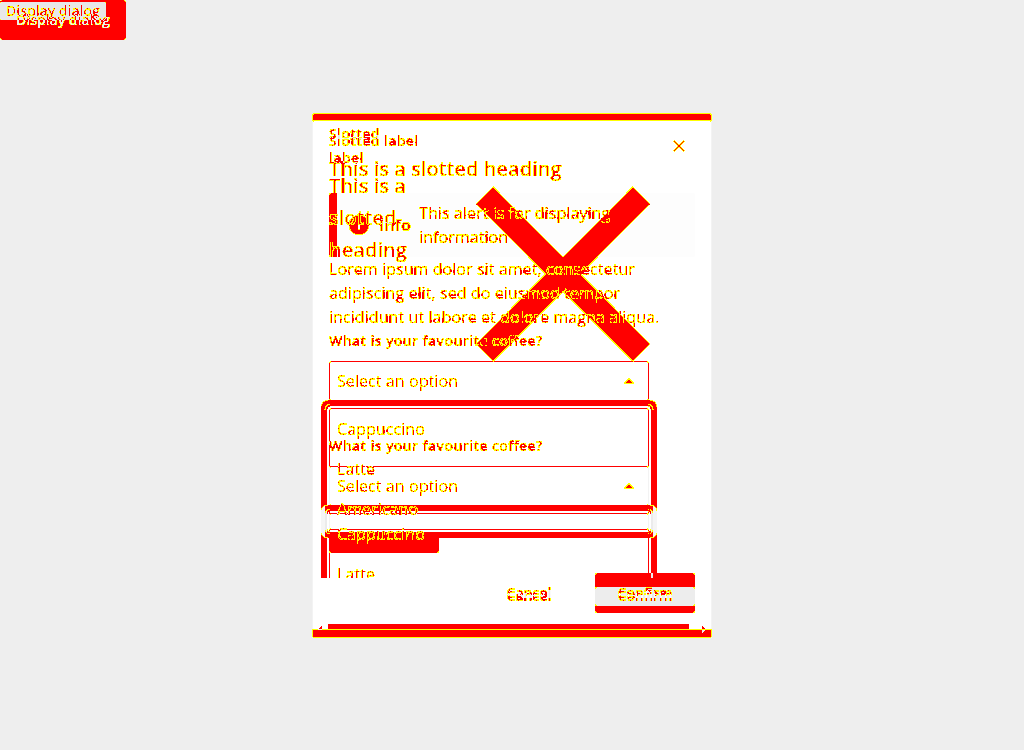 Display dialog
Display dialog
Slotted
Slotted label
label
This is a slotted heading
This is a
slotted
heading
Info
This alert is for displaying
information
Lorem ipsum dolor sit amet, consectetur
adipiscing elit, sed do eiusmod tempor
incididunt ut labore et dolore magna aliqua.
What is your favourite coffee?
Select an option
Cappuccino
What is your favourite coffee?
Latte
Select an option
Americano
Cappuccino
Latte
Cancel
Confirm